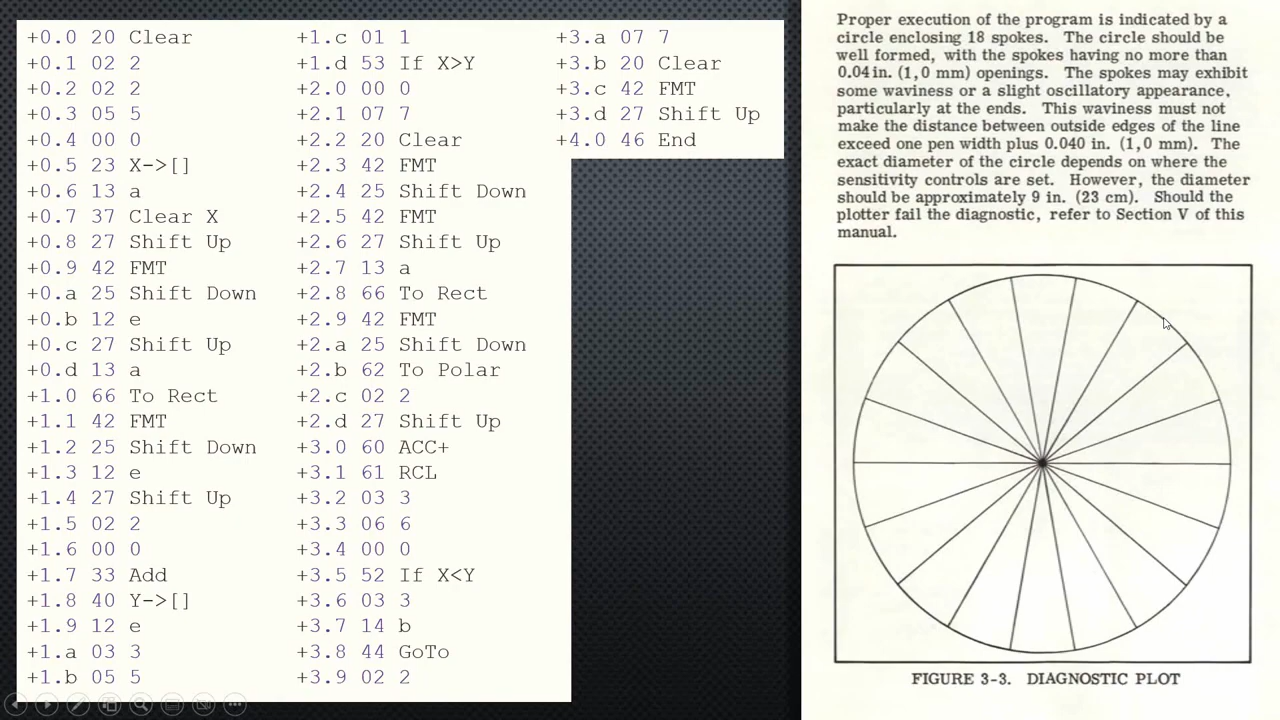 +0.0 20 Clear
+0.1 02 2
+0.2 02 2
+0.3 05 5
+0.4 00 0
+0.5 23 X->[]
+0.6 13 a
+0.7 37 Clear X
+0.8 27 Shift Up
+0.9 42 FMT
+0.a 25 Shift Down
+0.b 12 e
+0.c 27 Shift Up
+0.d 13 a
+1.0 66 To Rect
+1.1 42 FMT
+1.2 25 Shift Down
+1.3 12 e
+1.4 27 Shift Up
+1.5 02 2
+1.6 00 0
+1.7 33 Add
+1.8 40 Y->[]
+1.9 12 e
+1.a 03 3
+1.b 05 5
+1.c 01 1
+1.d 53 If X>Y
+2.0 00 0
+2.1 07 7
+2.2 20 Clear
+2.3 42 FMT
+2.4 25 Shift Down
+2.5 42 FMT
+2.6 27 Shift Up
+2.7 13 a
+2.8 66 To Rect
+2.9 42 FMT
+2.a 25 Shift Down
+2.b 62 To Polar
+2.c 02 2
+2.d 27 Shift Up
+3.0 60 ACC+
+3.1 61 RCL
+3.2 03 3
+3.3 06 6
+3.4 00 0
+3.5 52 If X<Y
+3.6 03 3
+3.7 14 b
+3.8 44 GoTo
+3.9 02 2
+3.a 07 7
+3.b 20 Clear
+3.c 42 FMT
+3.d 27 Shift Up
+4.0 46 End
Proper execution of the program is indicated by a
circle enclosing 18 spokes. The circle should be
well formed, with the spokes having no more than
0.04 in. (1,0 mm) openings. The spokes may exhibit
some waviness or a slight oscillatory appearance,
particularly at the ends. This waviness must not
make the distance between outside edges of the line
exceed one pen width plus 0.040 in. (1,0 mm). The
exact diameter of the circle depends on where the
sensitivity controls are set. However, the diameter
should be approximately 9 in. (23 cm). Should the
plotter fail the diagnostic, refer to Section V of this
manual.
FIGURE 3-3. DIAGNOSTIC PLOT